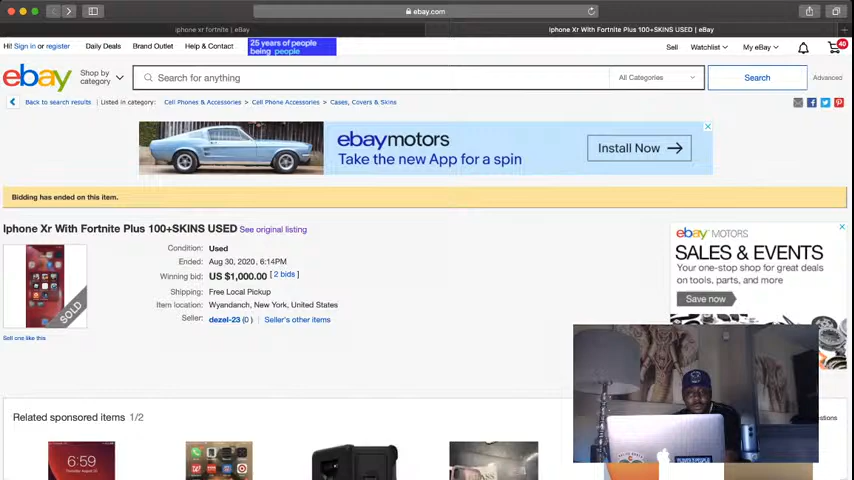 ebay.com
iphone xr fortnite | eBay
Iphone Xr With Fortnite Plus 100+SKINS USED | eBay
Hi! Sign in or register
Daily Deals
Brand Outlet
Help & Contact
25 years of people
being people
Sell
Watchlist
My eBay
40
ebay
Shop by
category
Search for anything
All Categories
Search
Advanced
Back to search results
Listed in category:
Cell Phones & Accessories
Cell Phone Accessories
Cases, Covers & Skins
ebaymotors
Take the new App for a spin
Install Now
Bidding has ended on this item.
Iphone Xr With Fortnite Plus 100+SKINS USED See original listing
SOLD
Sell one like this
Condition: Used
Ended: Aug 30, 2020, 6:14PM
Winning bid: US $1,000.00 [ 2 bids ]
Shipping: Free Local Pickup
Item location: Wyandanch, New York, United States
Seller: dezel-23 (0 ) | Seller's other items
ebay MOTORS
SALES & EVENTS
Your one-stop shop for great deals
on tools, parts, and more
Save now
Related sponsored items 1/2
6:59